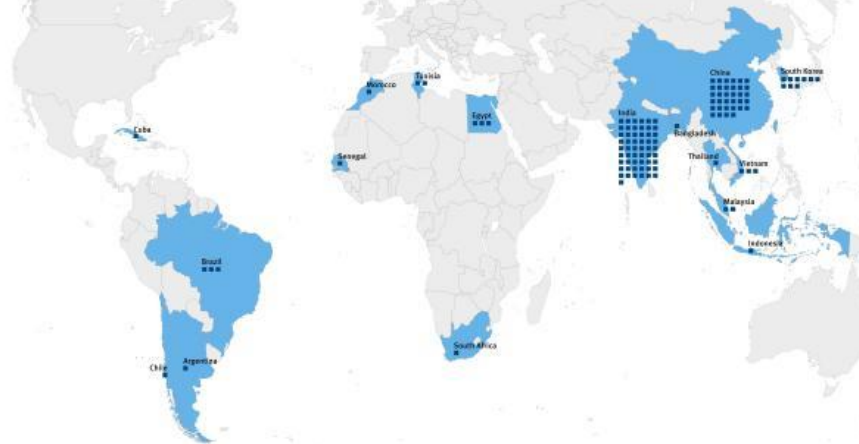 China
South Korea
Tunisia
Morocco
Egypt
India
Cuba
Bangladesh
Senegal
Thailand
Vietnam
Malaysia
Indonesia
Brazil
South Africa
Argentina
Chile